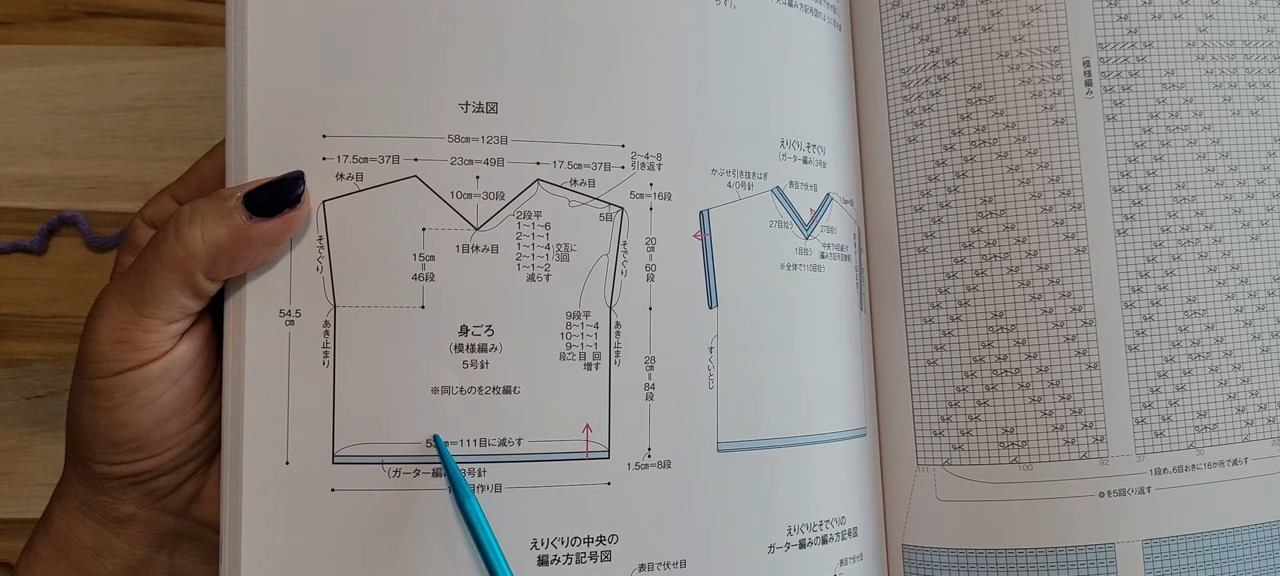 らす)。
寸法図
58cm=123目
17.5cm=37目
23cm=49目
17.5cm=37目
2~4~8
引き返す
休み目
10cm=30段
休み目
5cm=16段
5目
1目休み目
2段平
1~1~6
2~1~1
1~1~4
2~1~1
1~1~2
交互に
3回
減らす
そでぐり
そでぐり
15cm
=
46段
20cm=60段
54.5
cm
あき止まり
あき止まり
身ごろ
(模様編み)
5号針
9段平
8~1~4
10~1~1
9~1~1
段ごと 目 回
増す
28cm=84段
※同じものを2枚編む
=111目に減らす
1.5cm=8段
(ガーター編
3号針
目作り目
えりぐり、そでぐり
(ガーター編み)3号針
かぶせ引き抜きはぎ
4/0号針
表目で伏せ目
27目拾う
27目拾う
1目拾う
※全体で110目拾う
すくいとじ
えりぐりの中央の
編み方記号図
表目で伏せ目
えりぐりとそでぐりの
ガーター編みの編み方記号図
表目で伏せ目
(模様編み)
111
100
92
37
30
1段め,6目おきに16か所で減らす
を5回くり返す